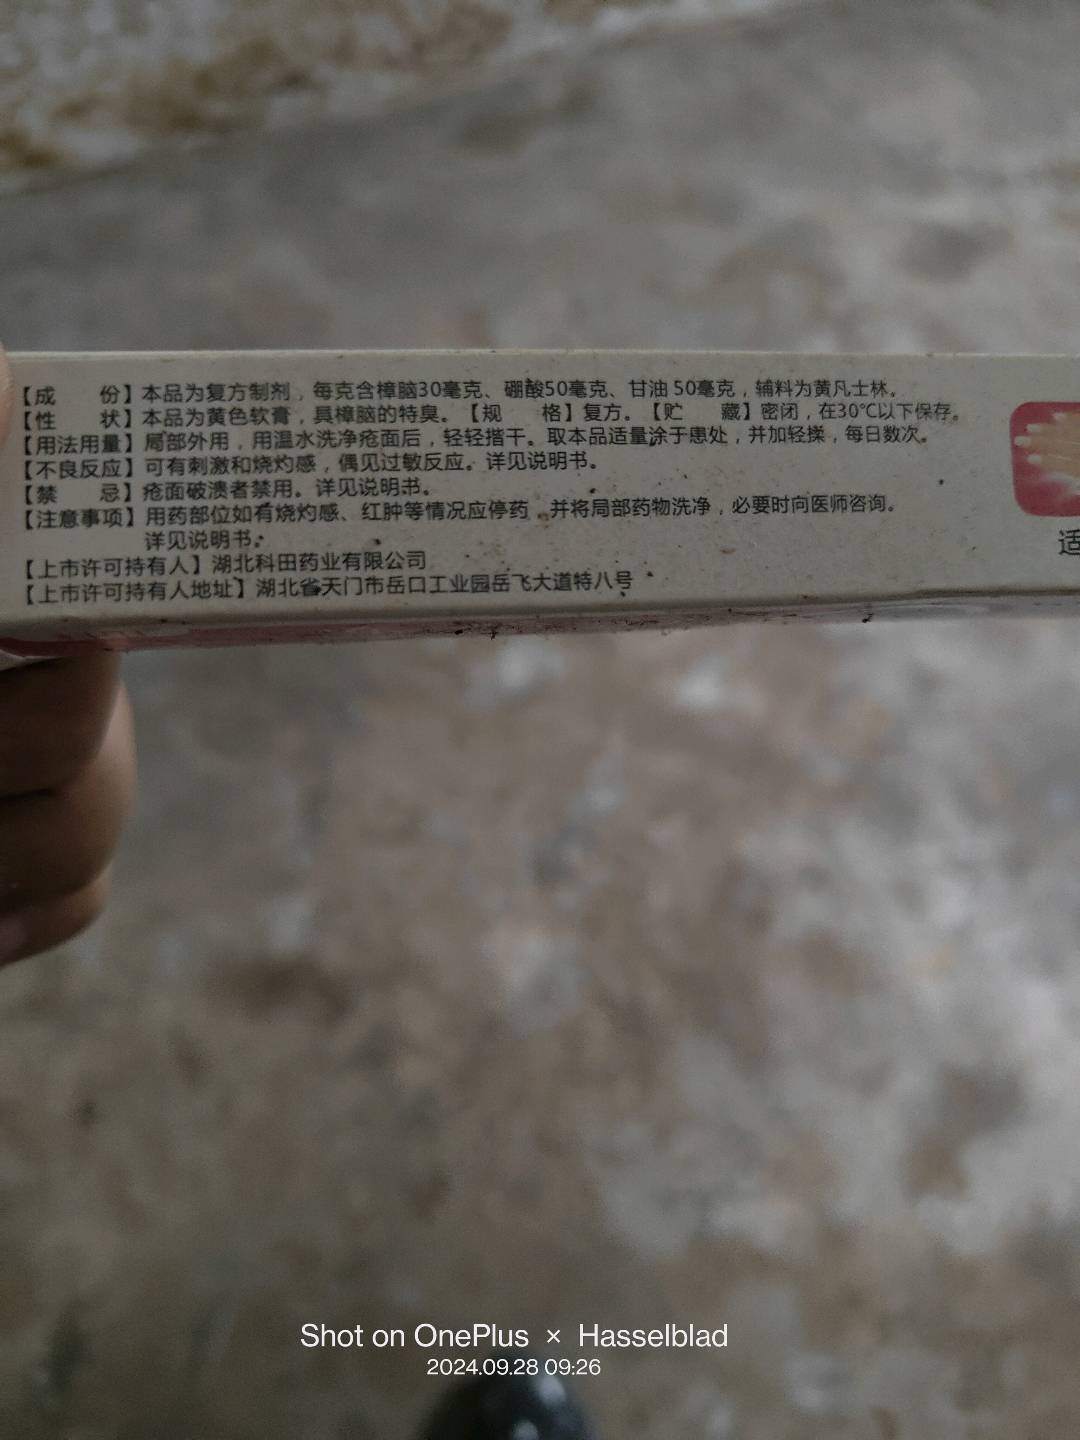 【成　　份】本品为复方制剂，每克含樟脑30毫克、硼酸50毫克、甘油 50毫克，辅料为黄凡士林。
【性　　状】本品为黄色软膏，具樟脑的特臭。【规　　格】复方。【贮　　藏】密闭，在30℃以下保存。
【用法用量】局部外用，用温水洗净疮面后，轻轻揩干。取本品适量涂于患处，并加轻揉，每日数次。
【不良反应】可有刺激和烧灼感，偶见过敏反应。详见说明书。
【禁　　忌】疮面破溃者禁用。详见说明书。
【注意事项】用药部位如有烧灼感、红肿等情况应停药，并将局部药物洗净，必要时向医师咨询。
详见说明书。
【上市许可持有人】湖北科田药业有限公司
【上市许可持有人地址】湖北省天门市岳口工业园岳飞大道特八号
适
Shot on OnePlus × Hasselblad
2024.09.28 09:26